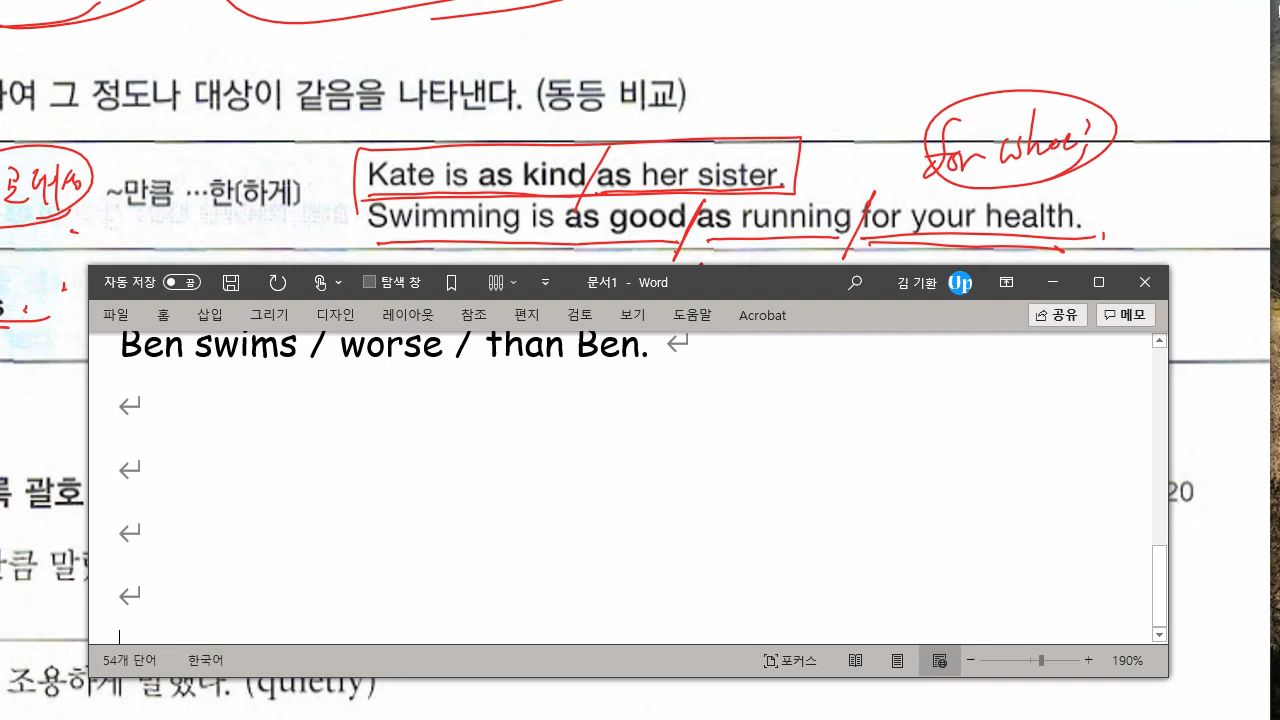 하여 그 정도나 대상이 같음을 나타낸다. (동등 비교)
~만큼 …한(하게)
Kate is as kind as her sister.
Swimming is as good as running for your health.
자동 저장 끔 탐색 창 문서1 - Word 김 기환 Up
파일 홈 삽입 그리기 디자인 레이아웃 참조 편지 검토 보기 도움말 Acrobat 공유 메모
Ben swims / worse / than Ben.
괄호
20
만큼
54개 단어 한국어 포커스 190%
조용하게 말했다. (quietly)